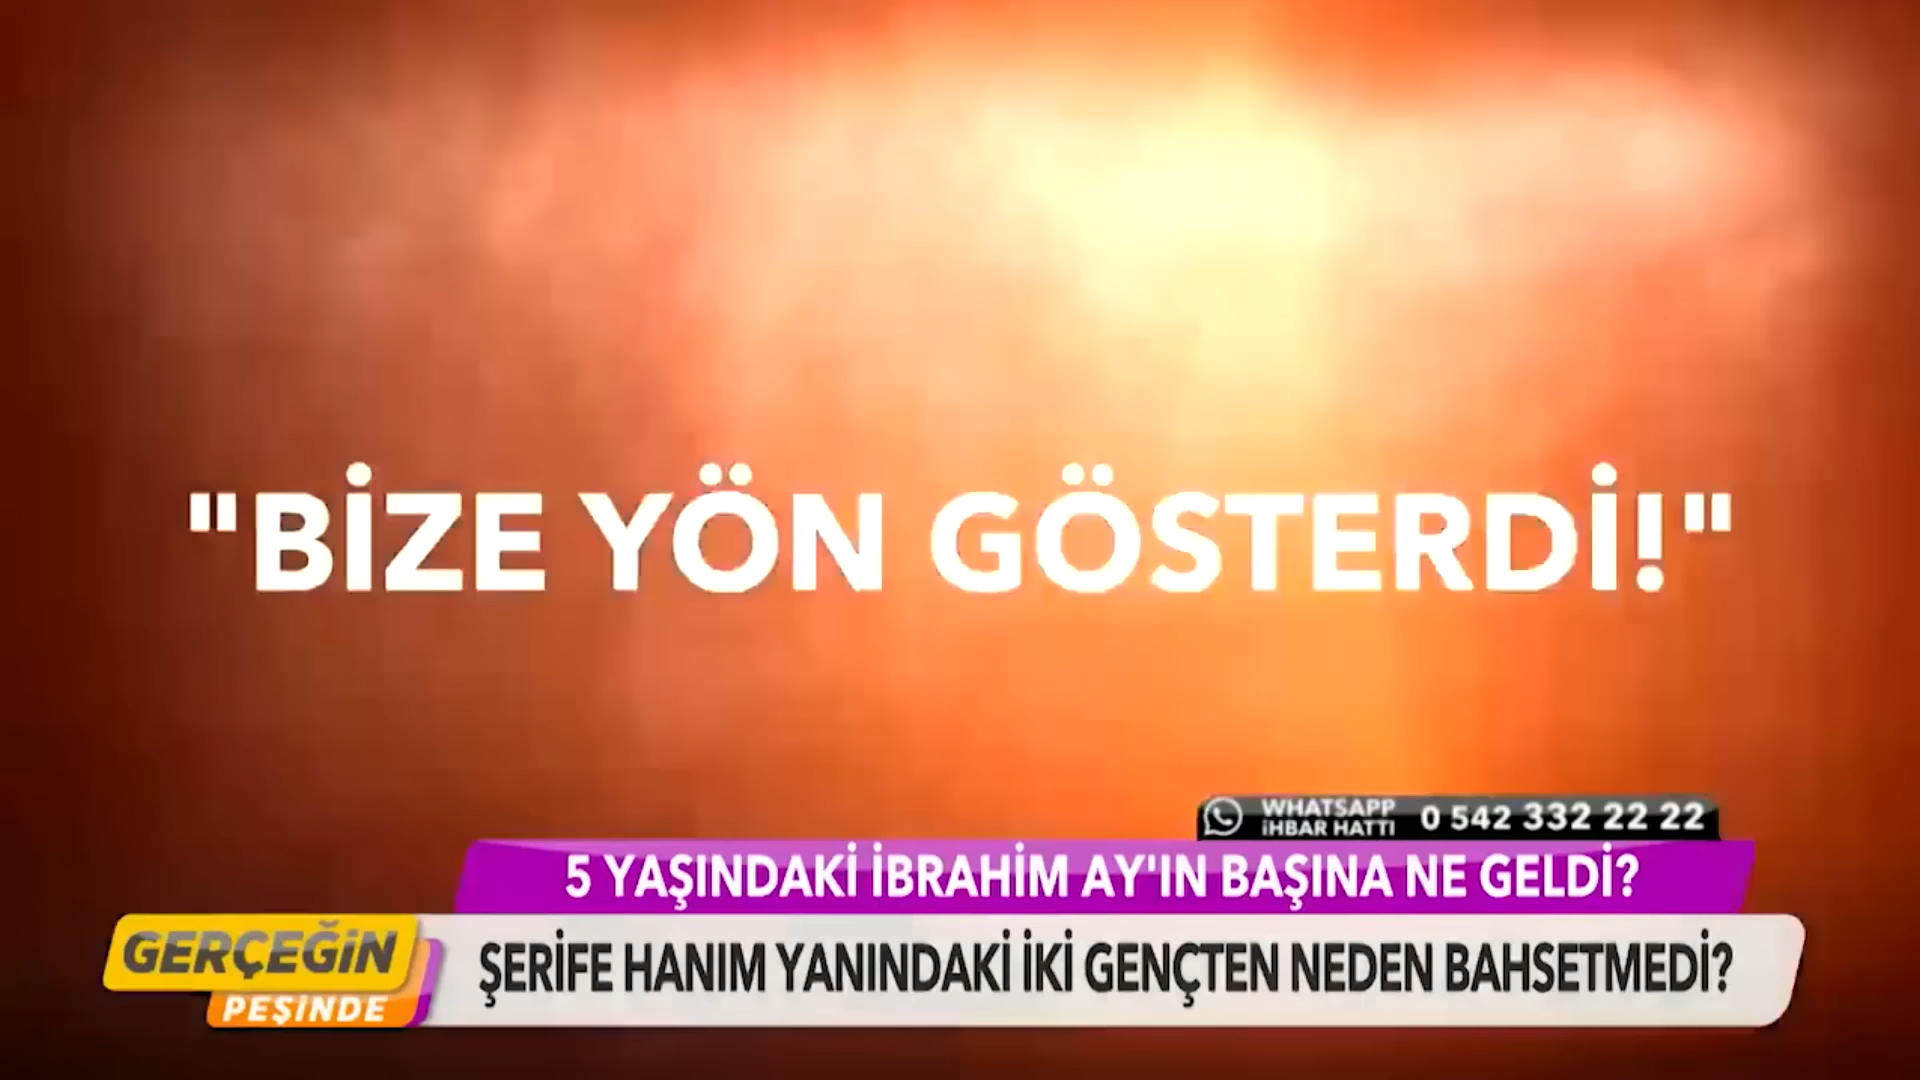 "BİZE YÖN GÖSTERDİ!"
WHATSAPP
İHBAR HATTI
0 542 332 22 22
5 YAŞINDAKİ İBRAHİM AY'IN BAŞINA NE GELDİ?
GERÇEĞİN
PEŞİNDE
ŞERİFE HANIM YANINDAKİ İKİ GENÇTEN NEDEN BAHSETMEDİ?